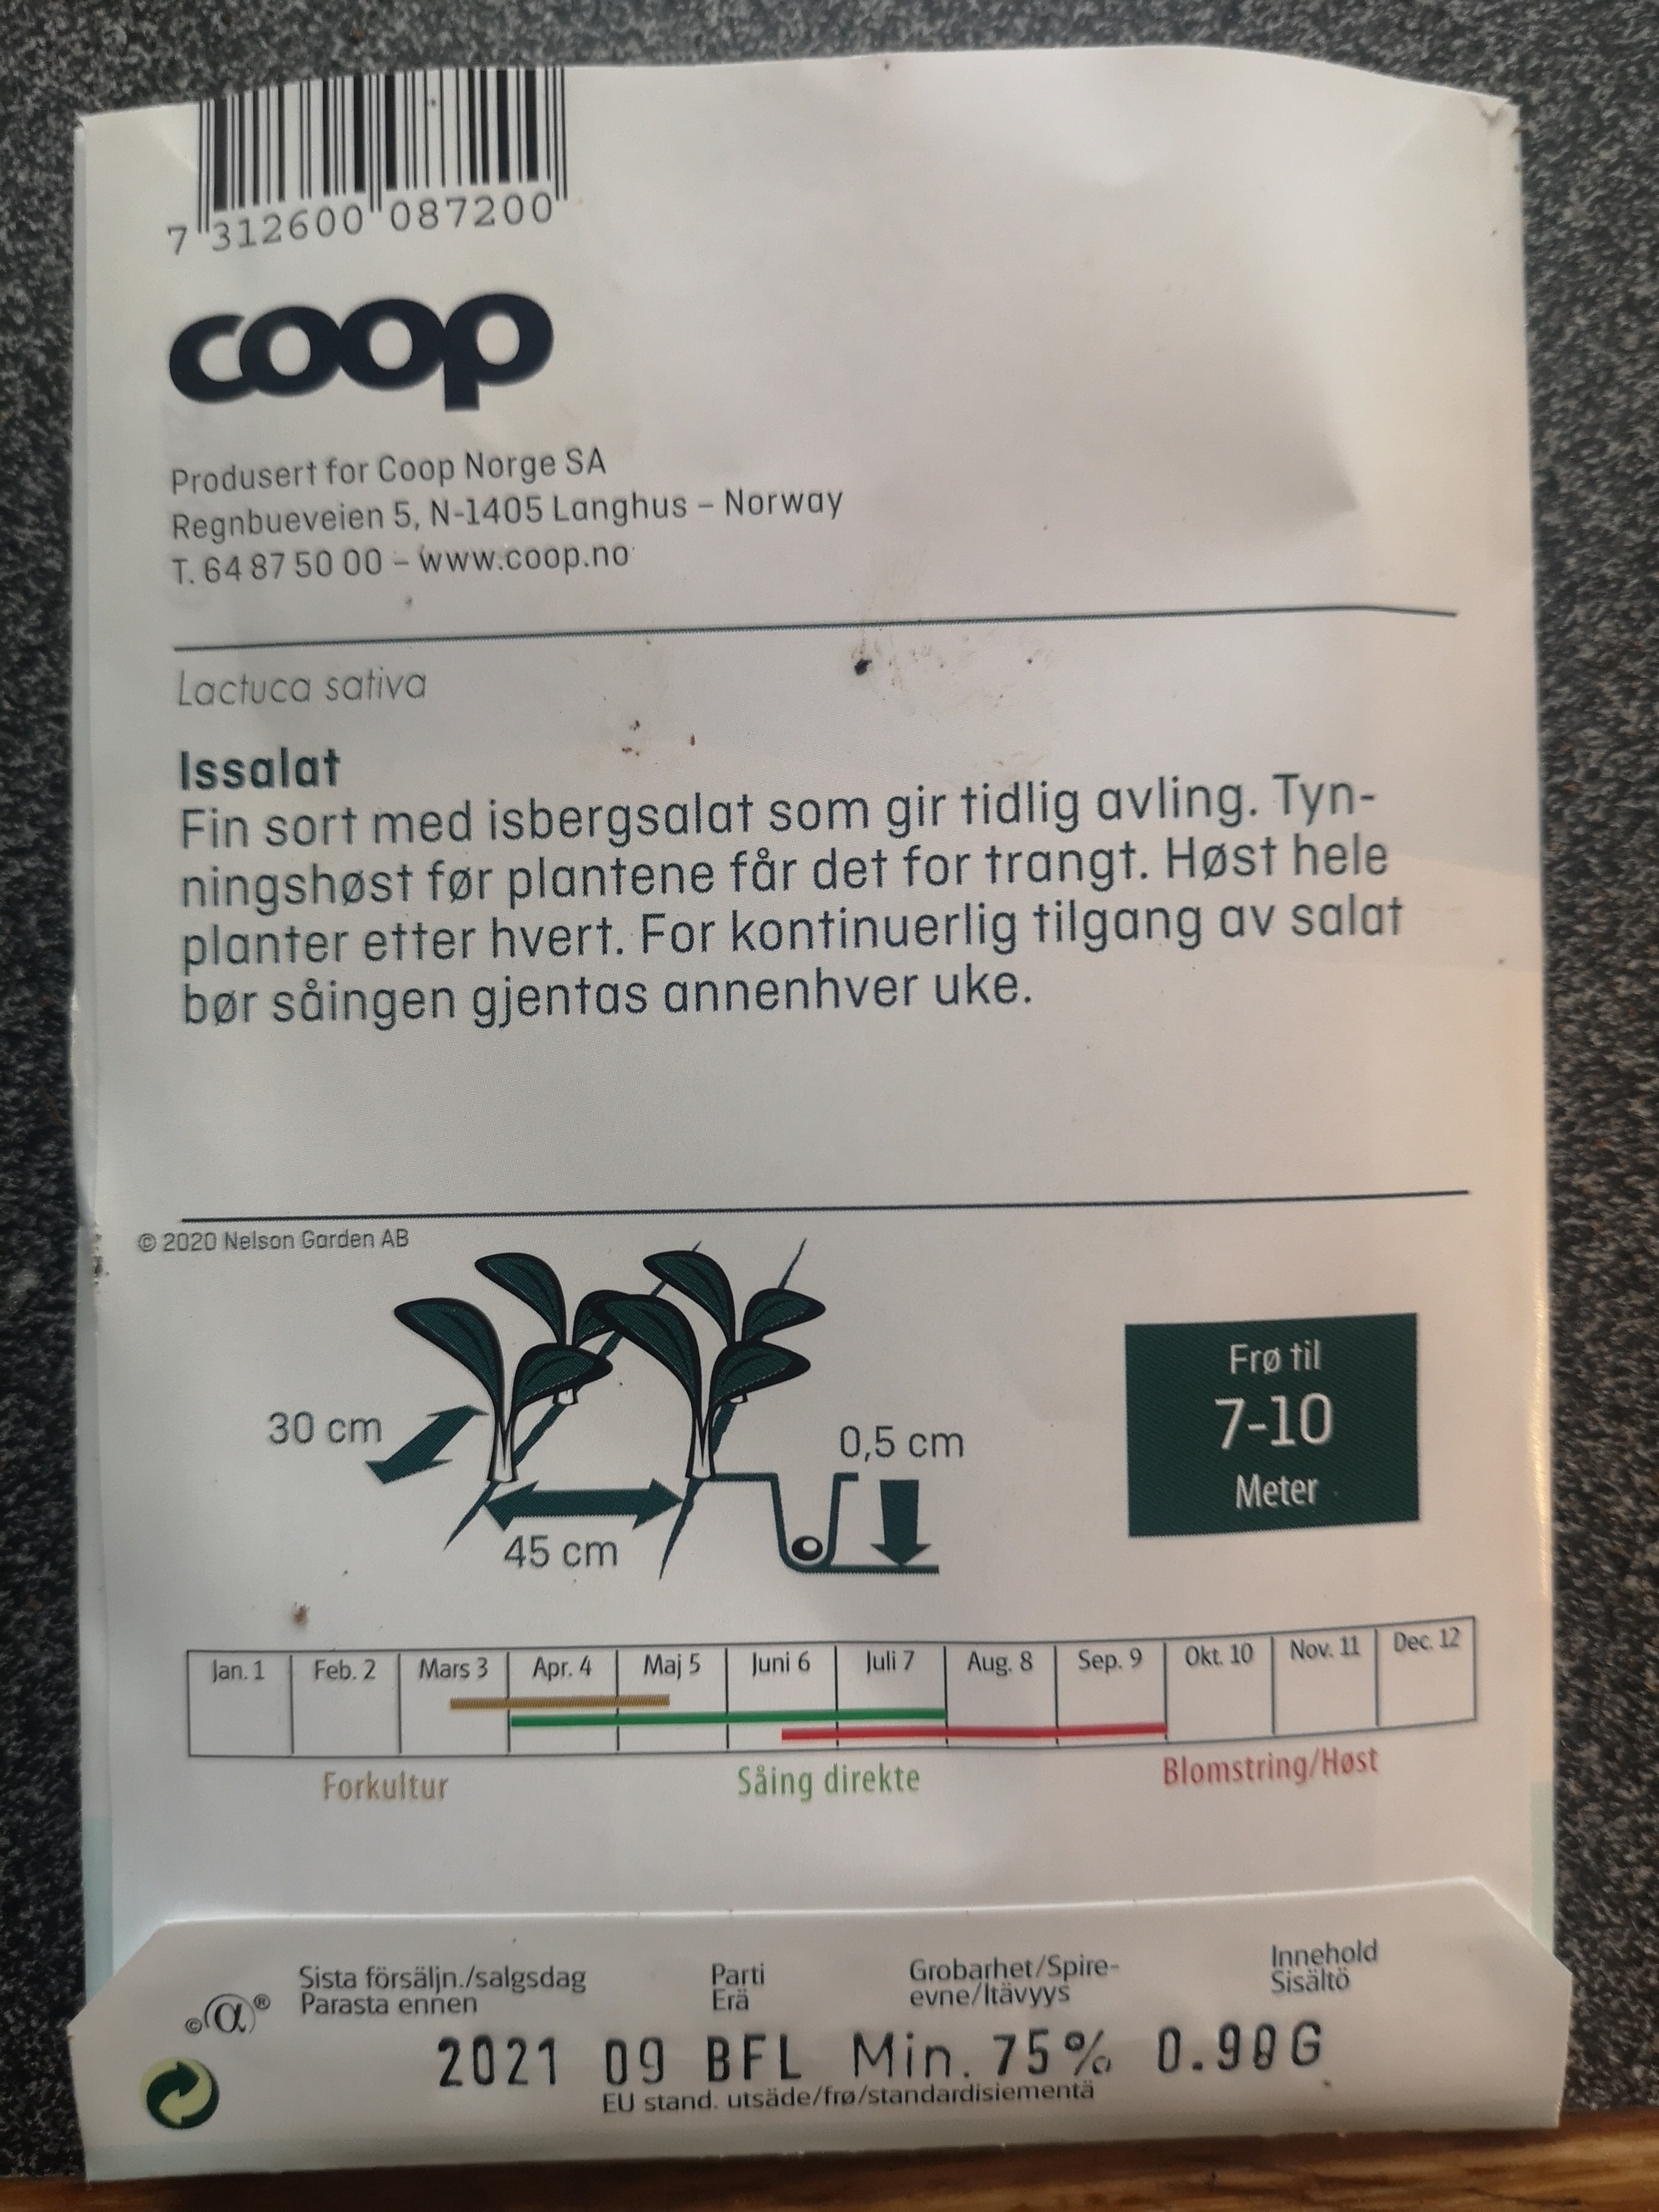 7 312600 087200
coop
Produsert for Coop Norge SA
Regnbueveien 5, N-1405 Langhus – Norway
T. 64 87 50 00 – www.coop.no
Lactuca sativa
Issalat
Fin sort med isbergsalat som gir tidlig avling. Tyn-
ningshøst før plantene får det for trangt. Høst hele
planter etter hvert. For kontinuerlig tilgang av salat
bør såingen gjentas annenhver uke.
© 2020 Nelson Garden AB
30 cm
45 cm
0,5 cm
Frø til
7-10
Meter
Jan. 1 Feb. 2 Mars 3 Apr. 4 Maj 5 Juni 6 Juli 7 Aug. 8 Sep. 9 Okt. 10 Nov. 11 Dec. 12
Forkultur Såing direkte Blomstring/Høst
Sista försäljn./salgsdag Parti Grobarhet/Spire- Innehold
Parasta ennen Erä evne/Itävyys Sisältö
©α®
2021 09 BFL Min. 75% 0.90G
EU stand. utsäde/frø/standardisiementä